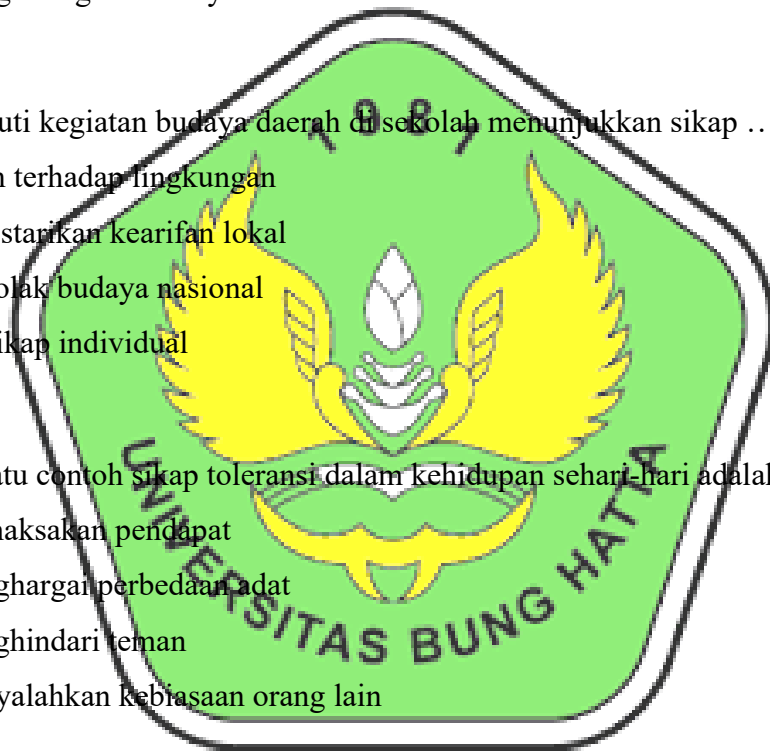 1981
uti kegiatan budaya daerah di sekolah menunjukkan sikap …
n terhadap lingkungan
starikan kearifan lokal
olak budaya nasional
ikap individual
atu contoh sikap toleransi dalam kehidupan sehari-hari adalah
naksakan pendapat
ghargai perbedaan adat
ghindari teman
yalahkan kebiasaan orang lain
UNIVERSITAS BUNG HATTA